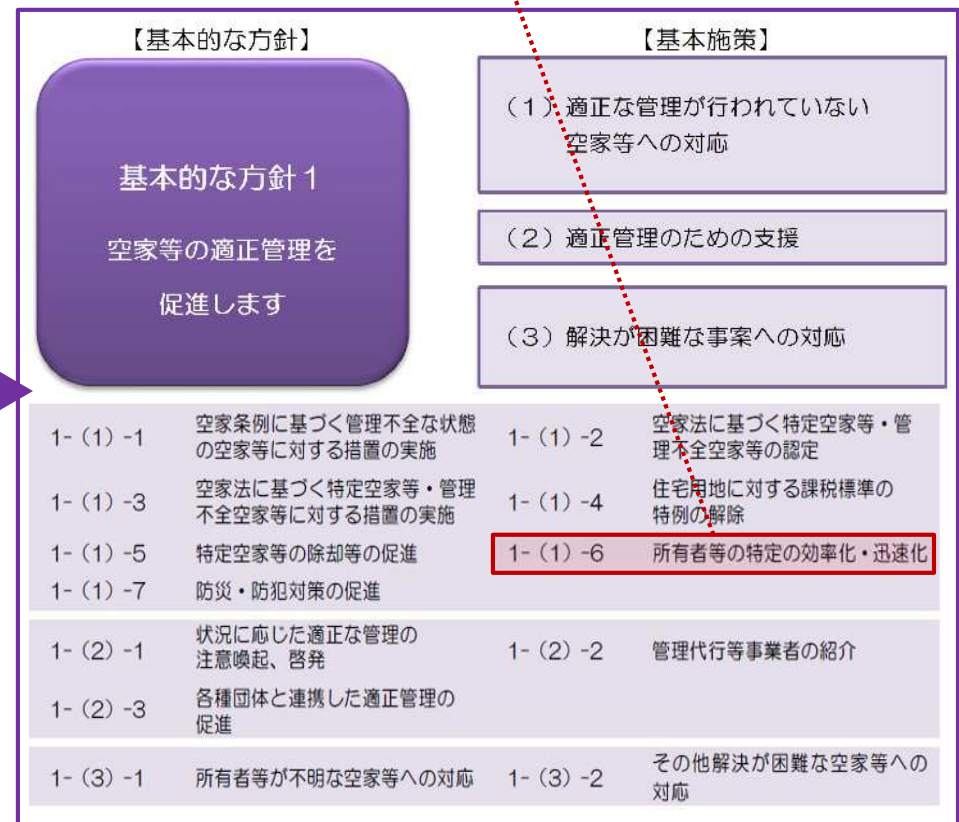 【基本的な方針】
【基本施策】
基本的な方針１
空家等の適正管理を
促進します
（１）適正な管理が行われていない
空家等への対応
（２）適正管理のための支援
（３）解決が困難な事案への対応
1-（1）-1 空家条例に基づく管理不全な状態
の空家等に対する措置の実施
1-（1）-2 空家法に基づく特定空家等・管
理不全空家等の認定
1-（1）-3 空家法に基づく特定空家等・管理
不全空家等に対する措置の実施
1-（1）-4 住宅用地に対する課税標準の
特例の解除
1-（1）-5 特定空家等の除却等の促進
1-（1）-6 所有者等の特定の効率化・迅速化
1-（1）-7 防災・防犯対策の促進
1-（2）-1 状況に応じた適正な管理の
注意喚起、啓発
1-（2）-2 管理代行等事業者の紹介
1-（2）-3 各種団体と連携した適正管理の
促進
1-（3）-1 所有者等が不明な空家等への対応
1-（3）-2 その他解決が困難な空家等への
対応